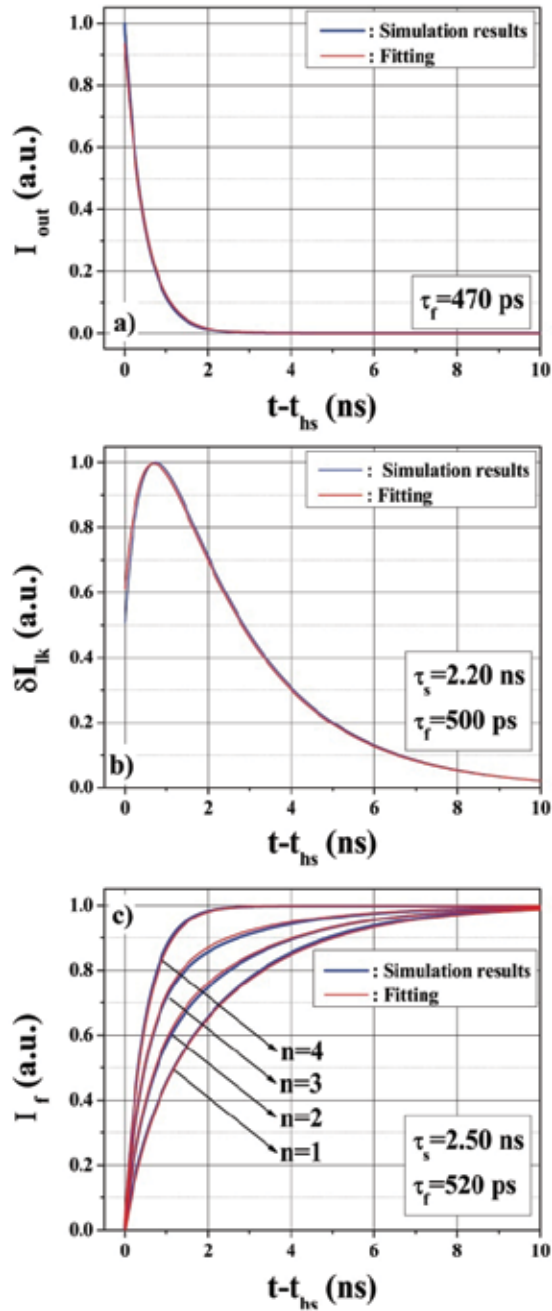 1.0
0.8
0.6
0.4
0.2
0.0
I_out (a.u.)
: Simulation results
: Fitting
τ_f=470 ps
a)
0 2 4 6 8 10
t-t_hs (ns)
1.0
0.8
0.6
0.4
0.2
0.0
δI_lk (a.u.)
: Simulation results
: Fitting
τ_s=2.20 ns
τ_f=500 ps
b)
0 2 4 6 8 10
t-t_hs (ns)
1.0
0.8
0.6
0.4
0.2
0.0
I_f (a.u.)
c)
: Simulation results
: Fitting
n=4
n=3
n=2
n=1
τ_s=2.50 ns
τ_f=520 ps
0 2 4 6 8 10
t-t_hs (ns)